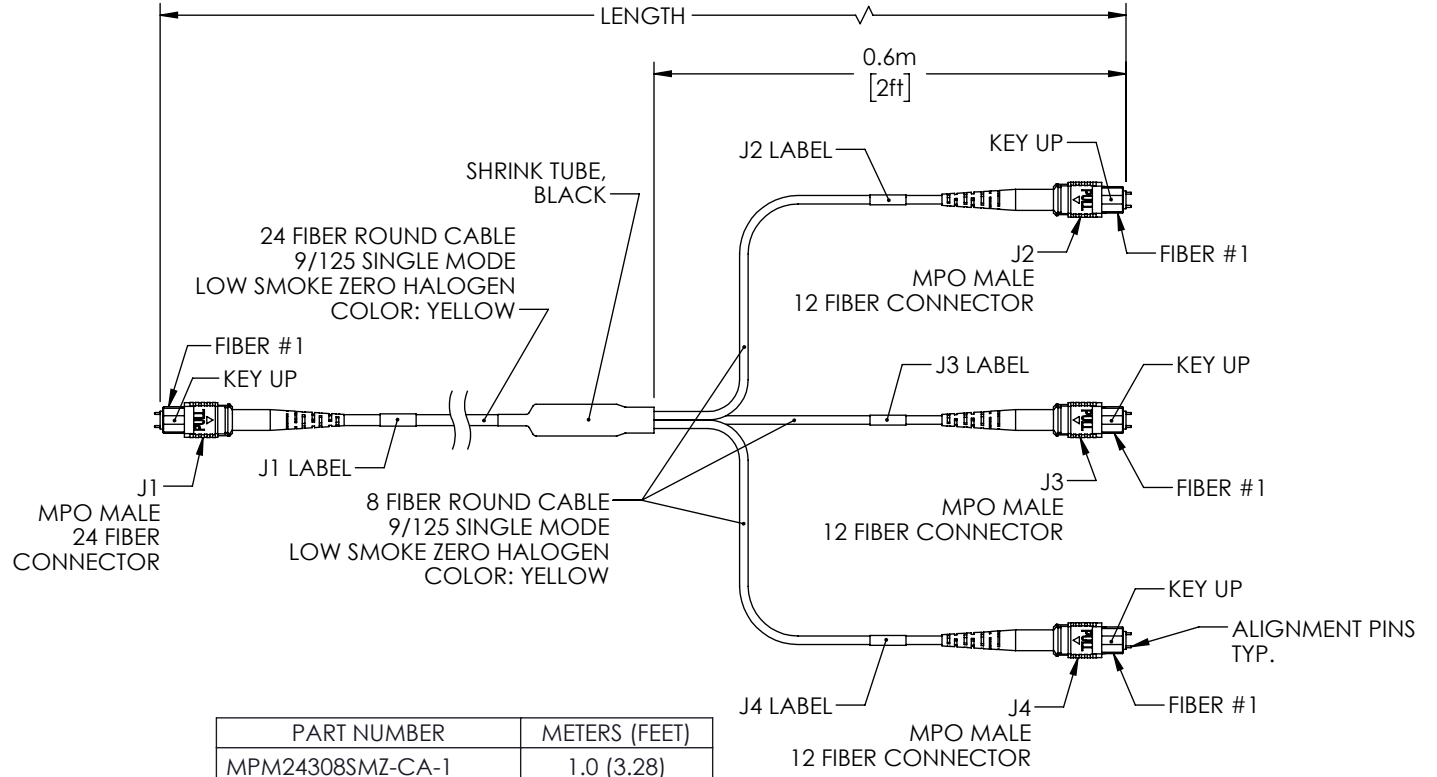 LENGTH
0.6m
[2ft]
J2 LABEL
KEY UP
SHRINK TUBE,
BLACK
24 FIBER ROUND CABLE
9/125 SINGLE MODE
LOW SMOKE ZERO HALOGEN
COLOR: YELLOW
PULL
FIBER #1
J2
MPO MALE
12 FIBER CONNECTOR
FIBER #1
KEY UP
J3 LABEL
KEY UP
PULL
PULL
J1 LABEL
J1
MPO MALE
24 FIBER
CONNECTOR
8 FIBER ROUND CABLE
9/125 SINGLE MODE
LOW SMOKE ZERO HALOGEN
COLOR: YELLOW
J3
MPO MALE
12 FIBER CONNECTOR
FIBER #1
KEY UP
ALIGNMENT PINS
TYP.
PULL
J4 LABEL
J4
MPO MALE
12 FIBER CONNECTOR
FIBER #1
PART NUMBER METERS (FEET)
MPM24308SMZ-CA-1 1.0 (3.28)